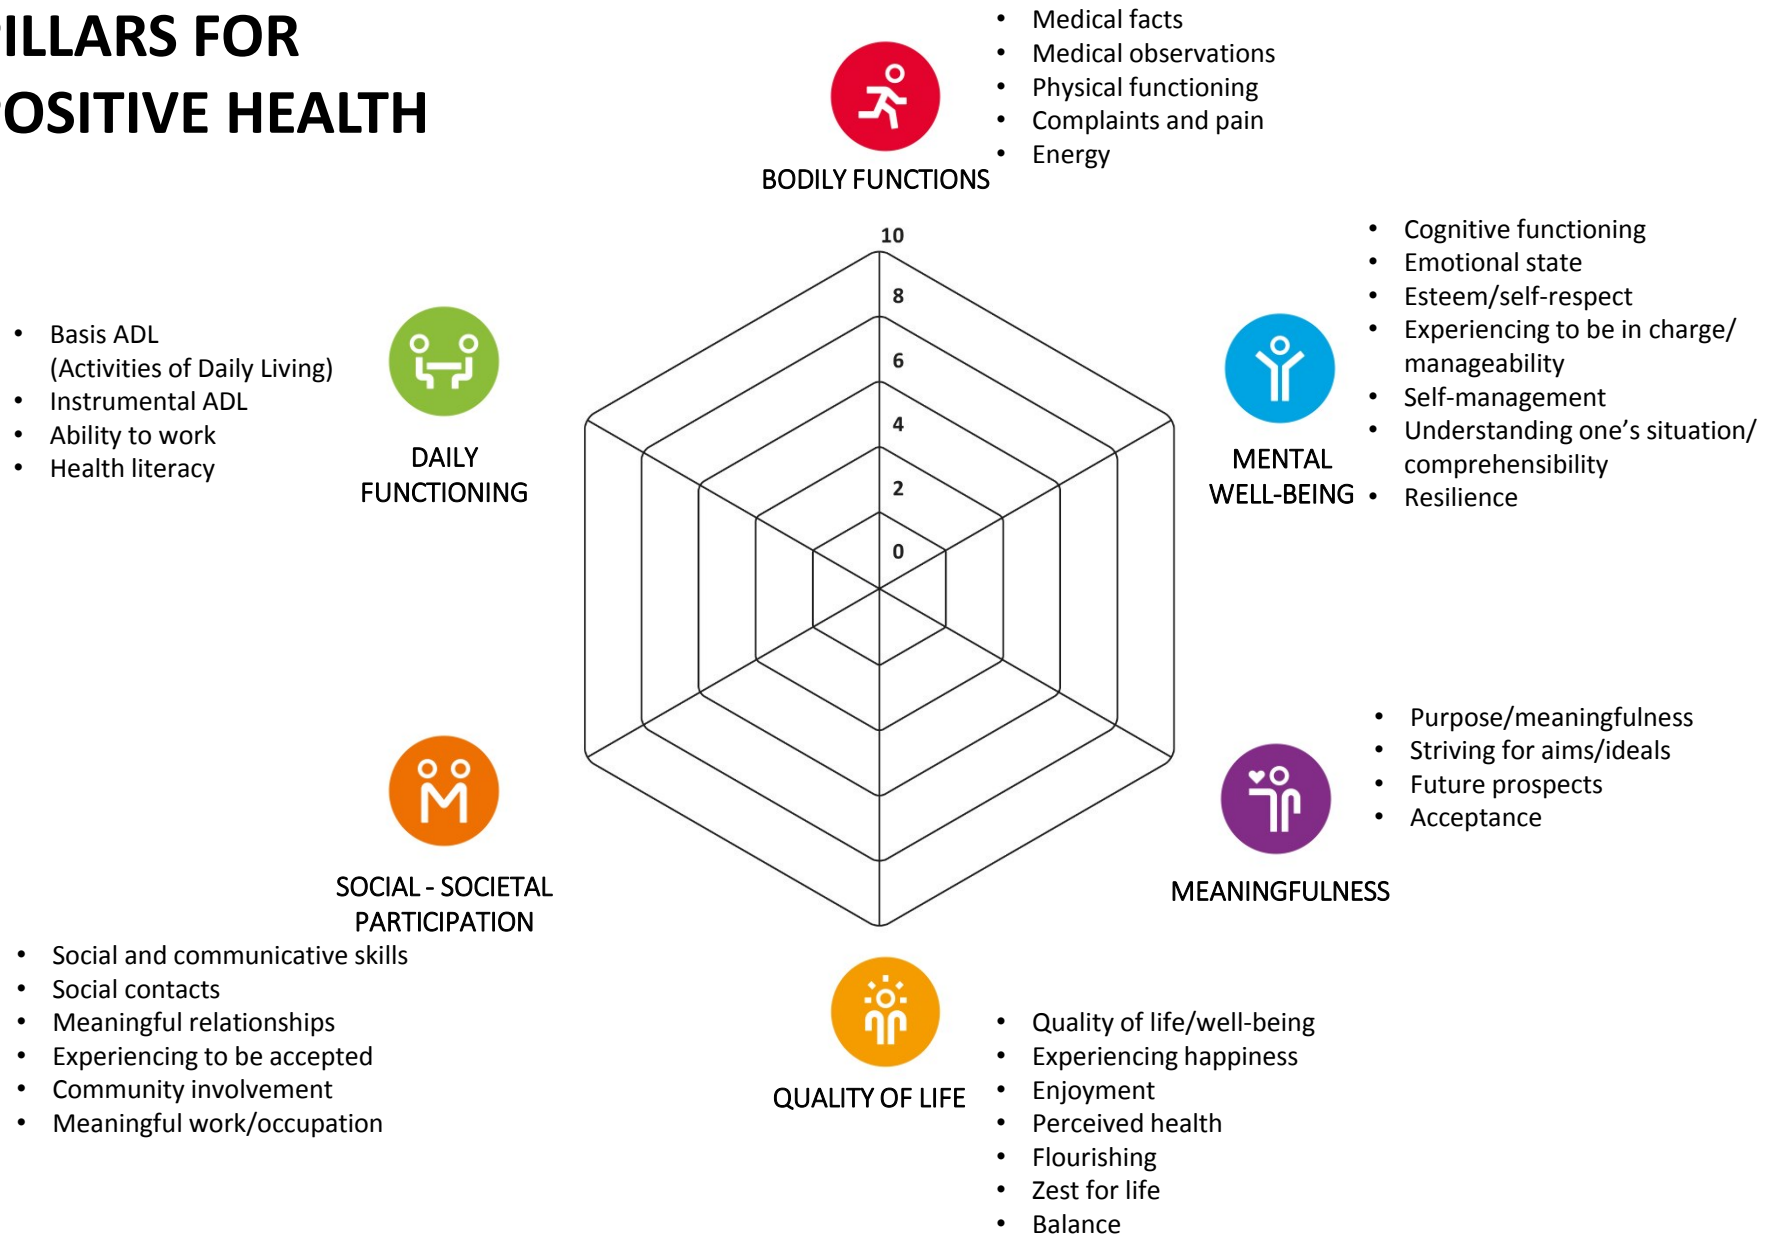 ILLARS FOR
OSITIVE HEALTH
• Medical facts
• Medical observations
• Physical functioning
• Complaints and pain
• Energy
BODILY FUNCTIONS
• Cognitive functioning
• Emotional state
• Esteem/self-respect
• Experiencing to be in charge/
manageability
• Self-management
• Understanding one's situation/
comprehensibility
• Resilience
MENTAL
WELL-BEING
10
8
6
4
2
0
• Basis ADL
(Activities of Daily Living)
• Instrumental ADL
• Ability to work
• Health literacy
DAILY
FUNCTIONING
• Purpose/meaningfulness
• Striving for aims/ideals
• Future prospects
• Acceptance
MEANINGFULNESS
SOCIAL - SOCIETAL
PARTICIPATION
• Social and communicative skills
• Social contacts
• Meaningful relationships
• Experiencing to be accepted
• Community involvement
• Meaningful work/occupation
QUALITY OF LIFE
• Quality of life/well-being
• Experiencing happiness
• Enjoyment
• Perceived health
• Flourishing
• Zest for life
• Balance